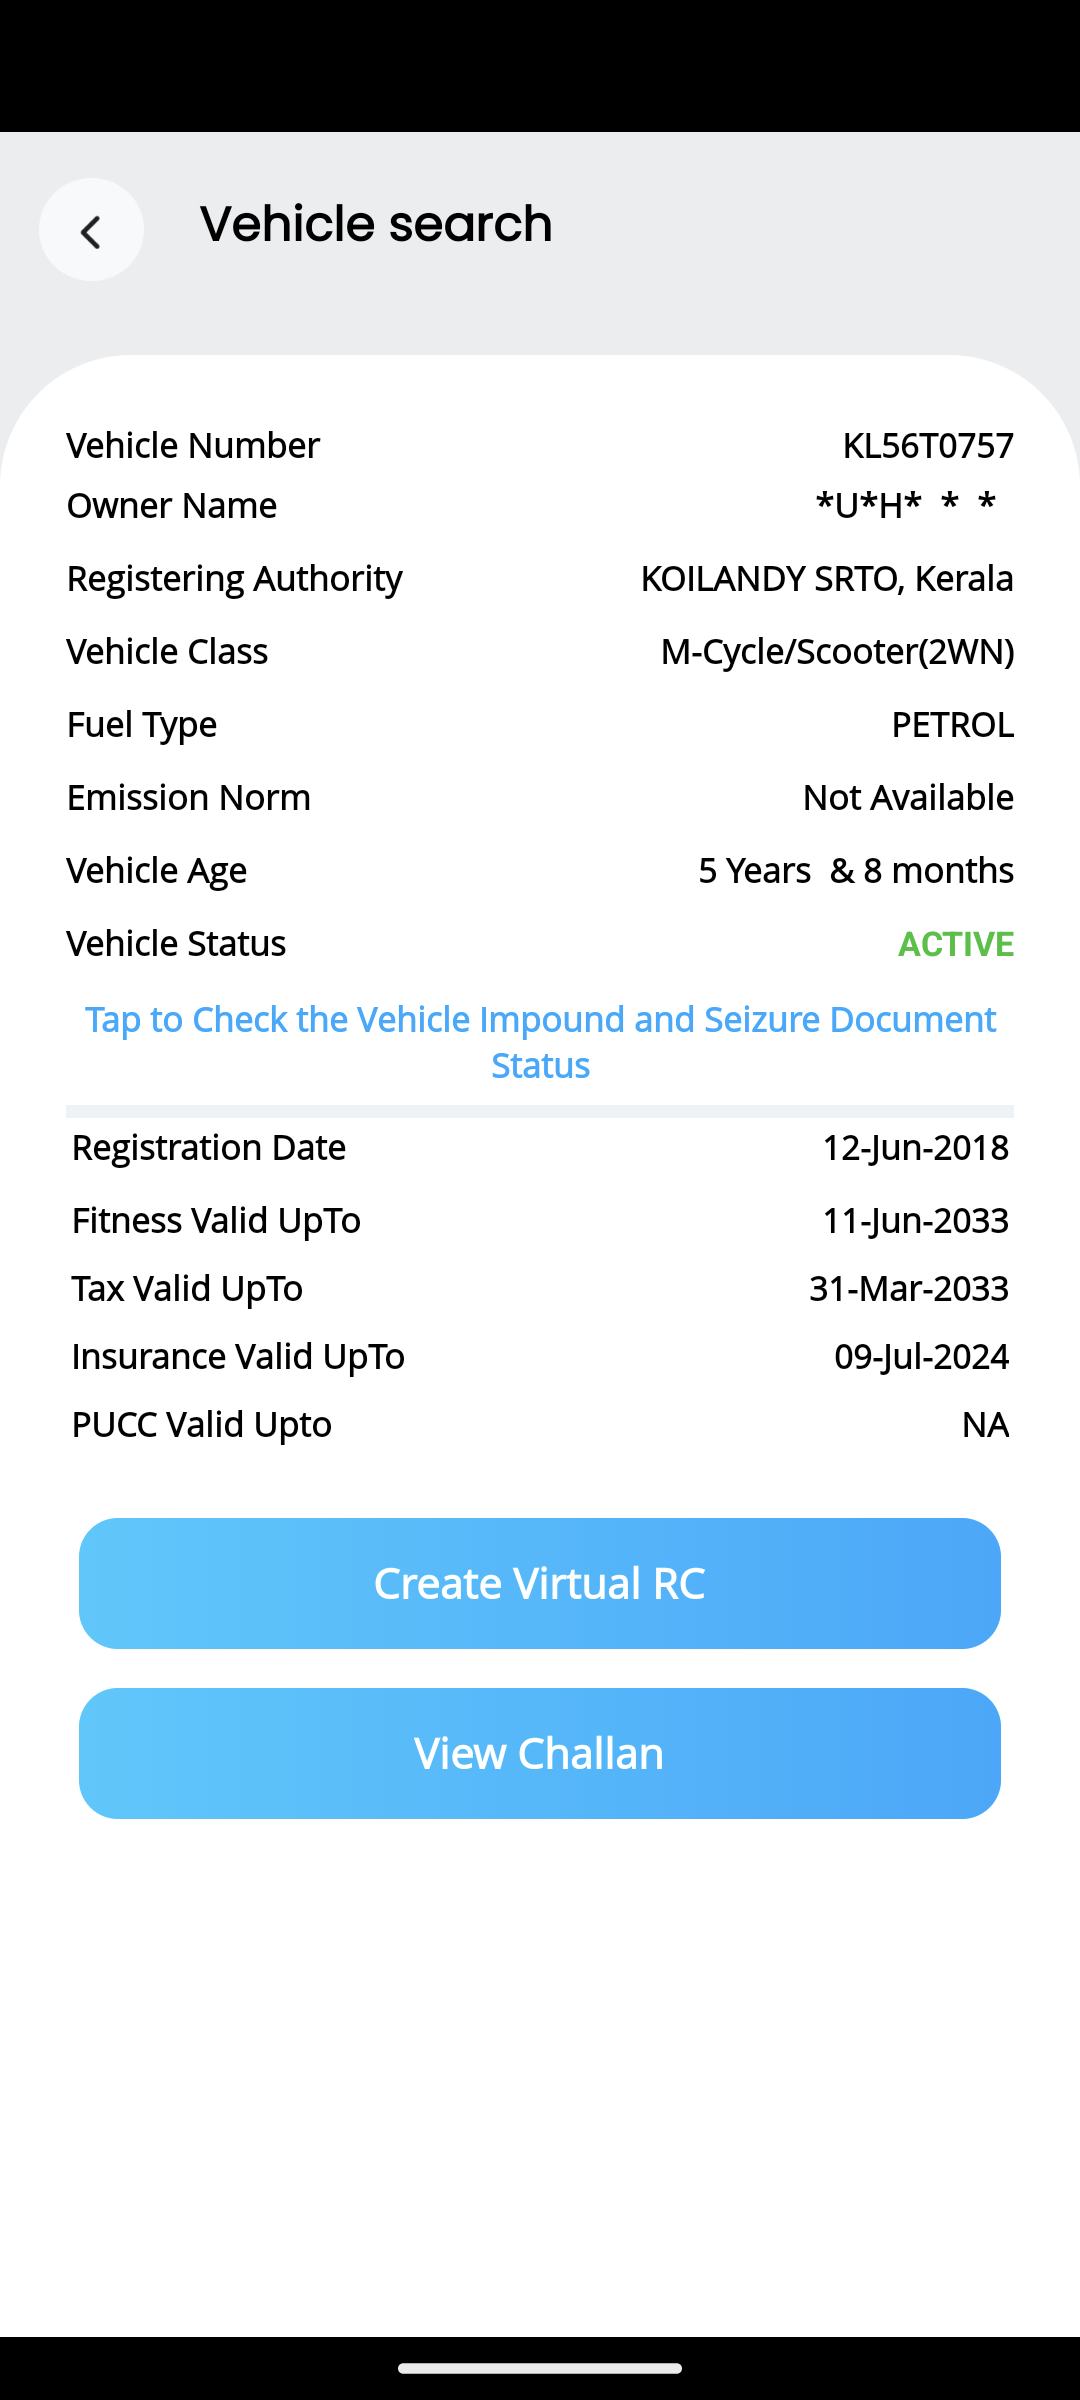 Vehicle search
Vehicle Number KL56T0757
Owner Name *U*H* * *
Registering Authority KOILANDY SRTO, Kerala
Vehicle Class M-Cycle/Scooter(2WN)
Fuel Type PETROL
Emission Norm Not Available
Vehicle Age 5 Years & 8 months
Vehicle Status ACTIVE
Tap to Check the Vehicle Impound and Seizure Document
Status
Registration Date 12-Jun-2018
Fitness Valid UpTo 11-Jun-2033
Tax Valid UpTo 31-Mar-2033
Insurance Valid UpTo 09-Jul-2024
PUCC Valid Upto NA
Create Virtual RC
View Challan